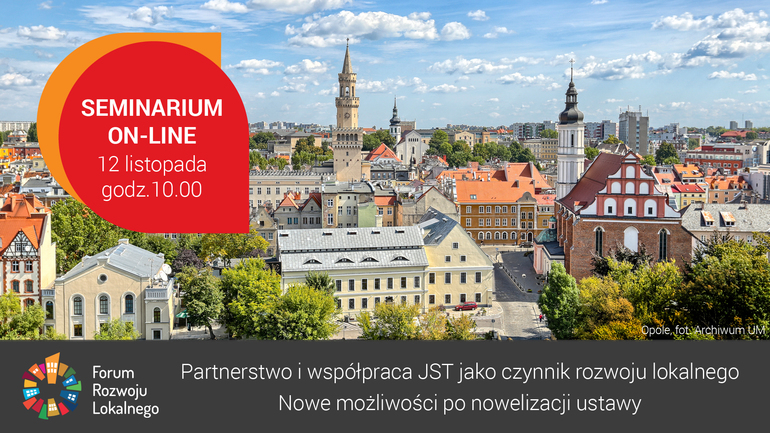 SEMINARIUM
ON-LINE
12 listopada
godz.10.00
Opole, fot. Archiwum UM
Forum
Rozwoju
Lokalnego
Partnerstwo i współpraca JST jako czynnik rozwoju lokalnego
Nowe możliwości po nowelizacji ustawy